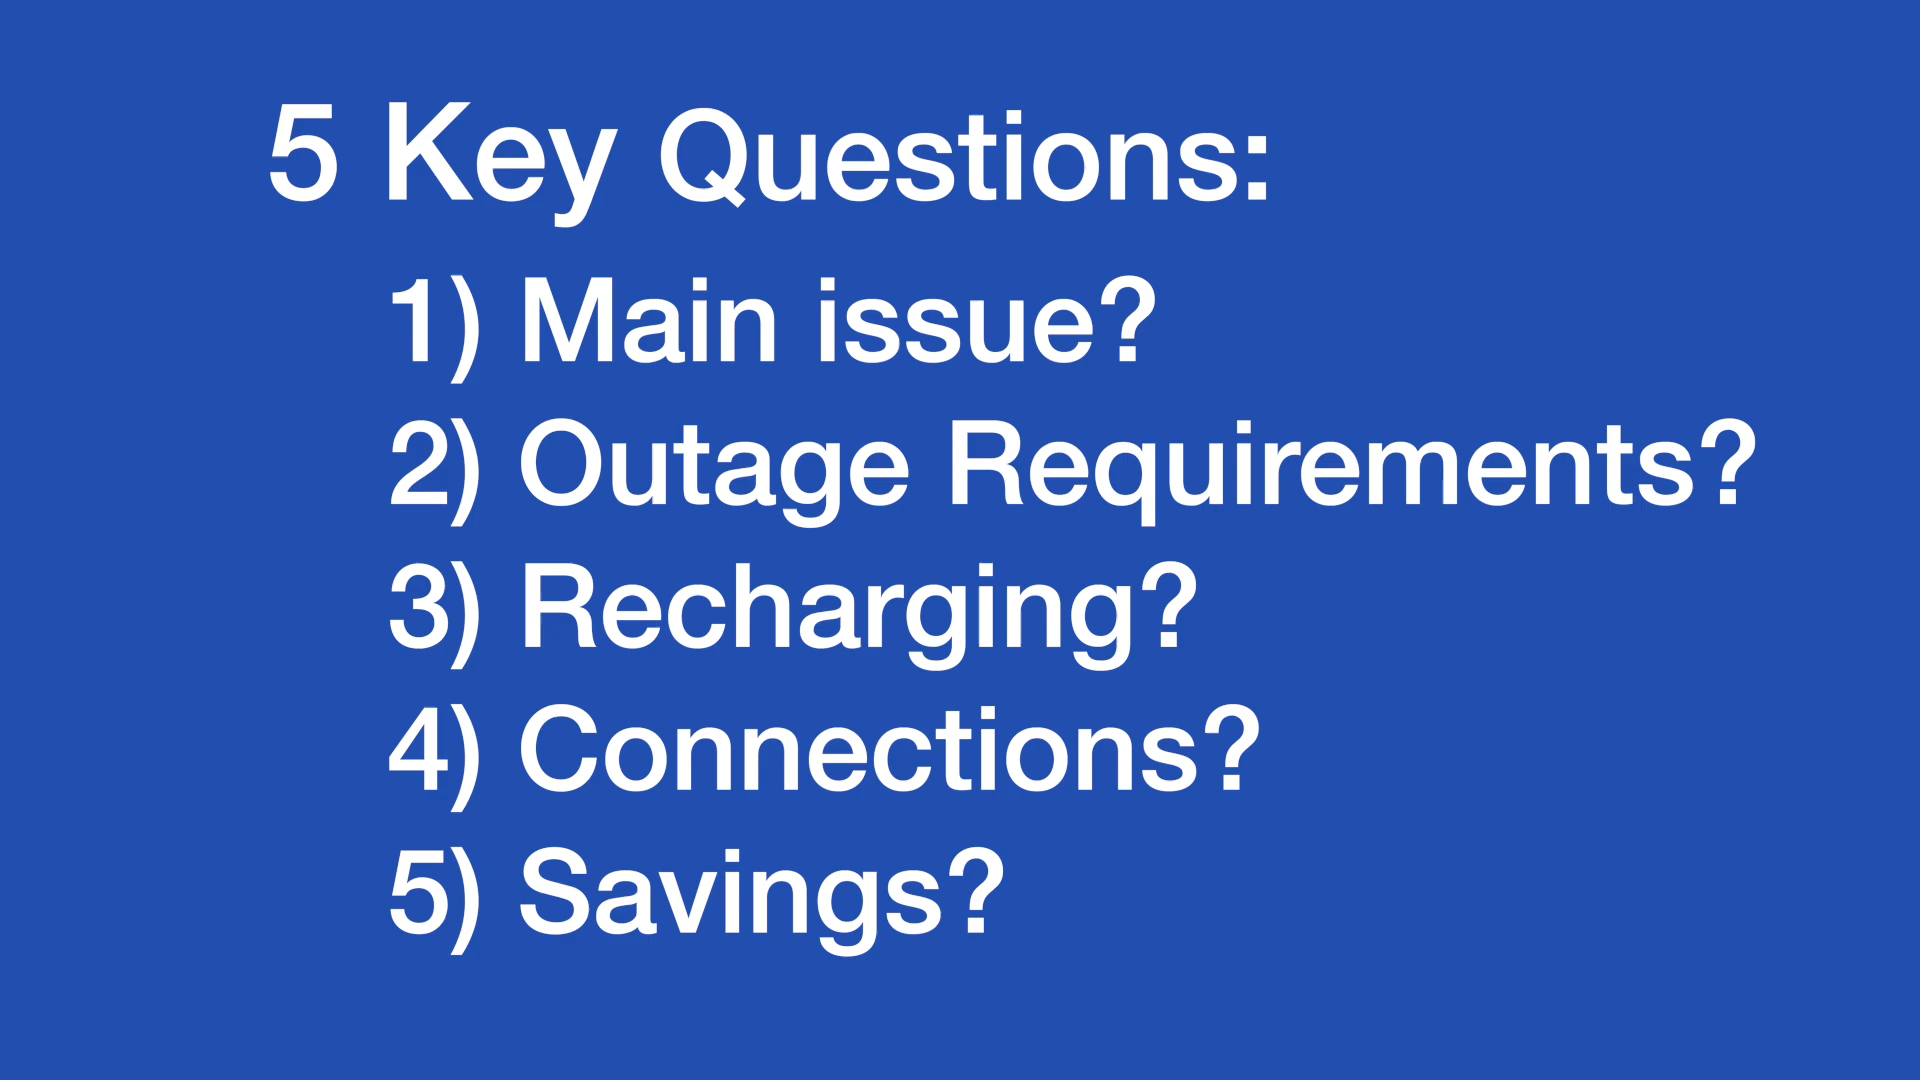 5 Key Questions:
1) Main issue?
2) Outage Requirements?
3) Recharging?
4) Connections?
5) Savings?